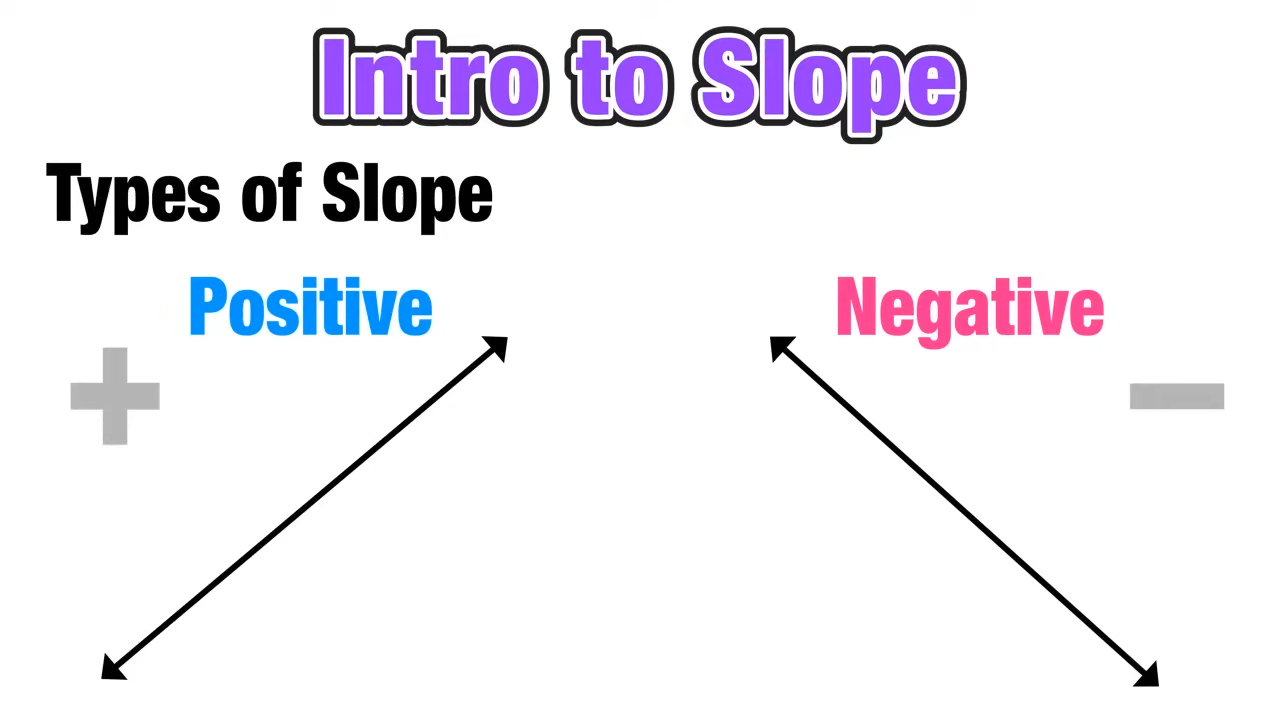 Intro to Slope
Types of Slope
Positive
Negative
+
−